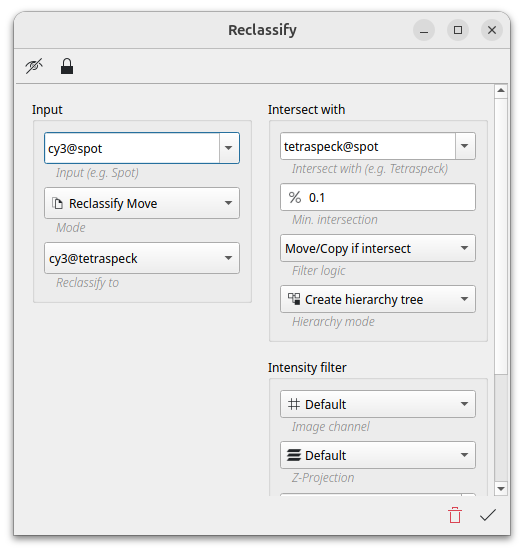 Reclassify
Input
cy3@spot
Input (e.g. Spot)
Reclassify Move
Mode
cy3@tetraspeck
Reclassify to
Intersect with
tetraspeck@spot
Intersect with (e.g. Tetraspeck)
% 0.1
Min. intersection
Move/Copy if intersect
Filter logic
Create hierarchy tree
Hierarchy mode
Intensity filter
Default
Image channel
Default
Z-Projection